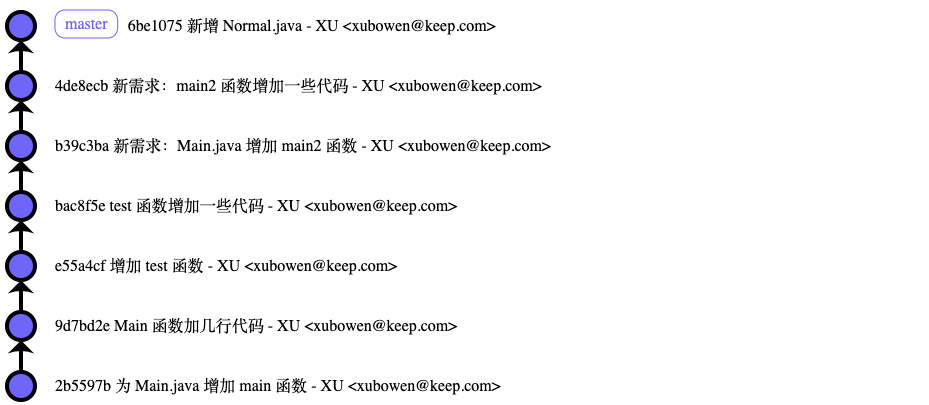 master 6be1075 新增 Normal.java - XU <xubowen@keep.com>
4de8ecb 新需求：main2 函数增加一些代码 - XU <xubowen@keep.com>
b39c3ba 新需求：Main.java 增加 main2 函数 - XU <xubowen@keep.com>
bac8f5e test 函数增加一些代码 - XU <xubowen@keep.com>
e55a4cf 增加 test 函数 - XU <xubowen@keep.com>
9d7bd2e Main 函数加几行代码 - XU <xubowen@keep.com>
2b5597b 为 Main.java 增加 main 函数 - XU <xubowen@keep.com>